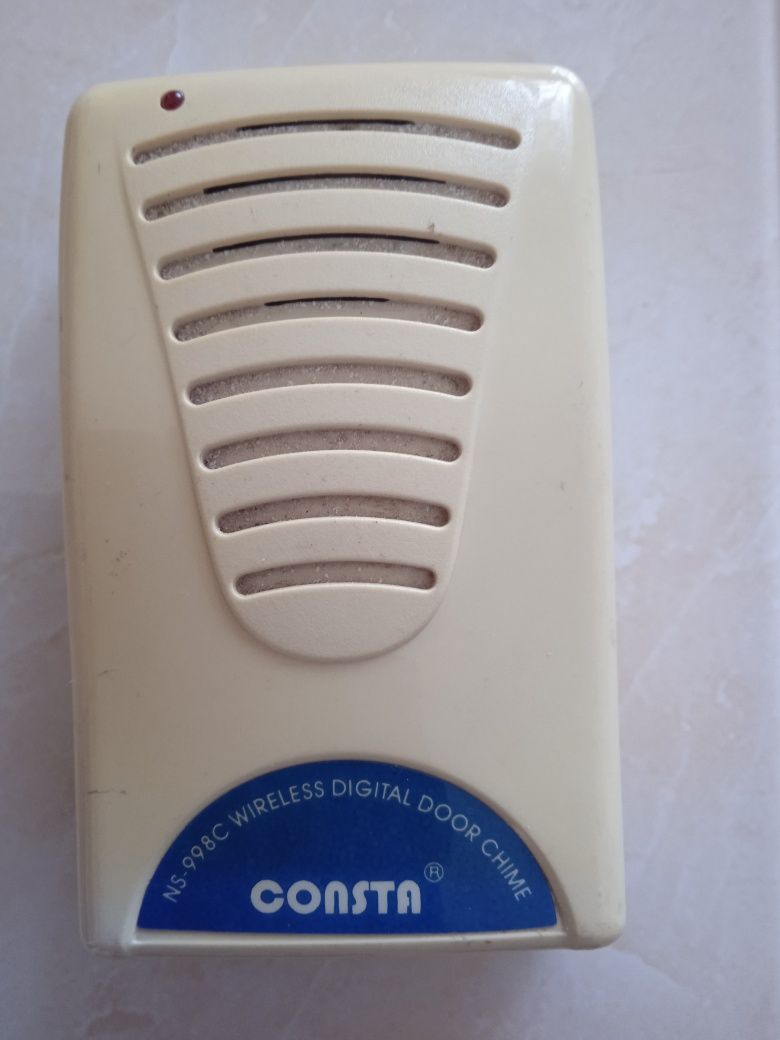 NS-998C WIRELESS DIGITAL DOOR CHIME
CONSTA ®